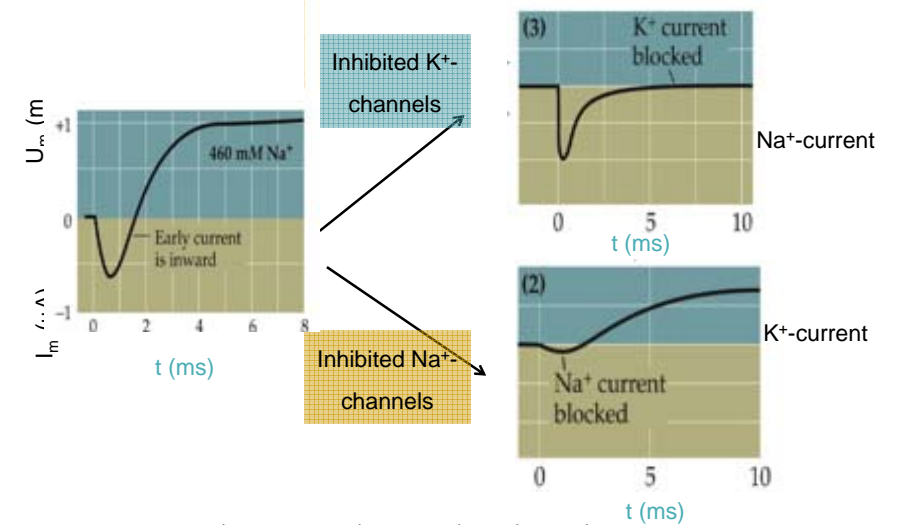 Uₘ (m
Iₘ
+1
0
−1
460 mM Na⁺
Early current
is inward
0 2 4 6 8
t (ms)
Inhibited K⁺-
channels
Inhibited Na⁺-
channels
(3)
K⁺ current
blocked
Na⁺-current
0 5 10
t (ms)
(2)
K⁺-current
Na⁺ current
blocked
0 5 10
t (ms)